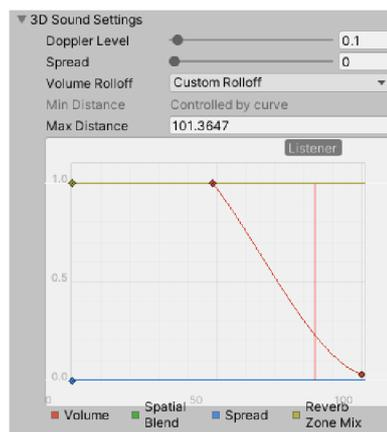 3D Sound Settings
Doppler Level 0.1
Spread 0
Volume Rolloff Custom Rolloff
Min Distance Controlled by curve
Max Distance 101.3647
Listener
1.0
0.5
0.0
0 50 100
Volume Spatial Blend Spread Reverb Zone Mix